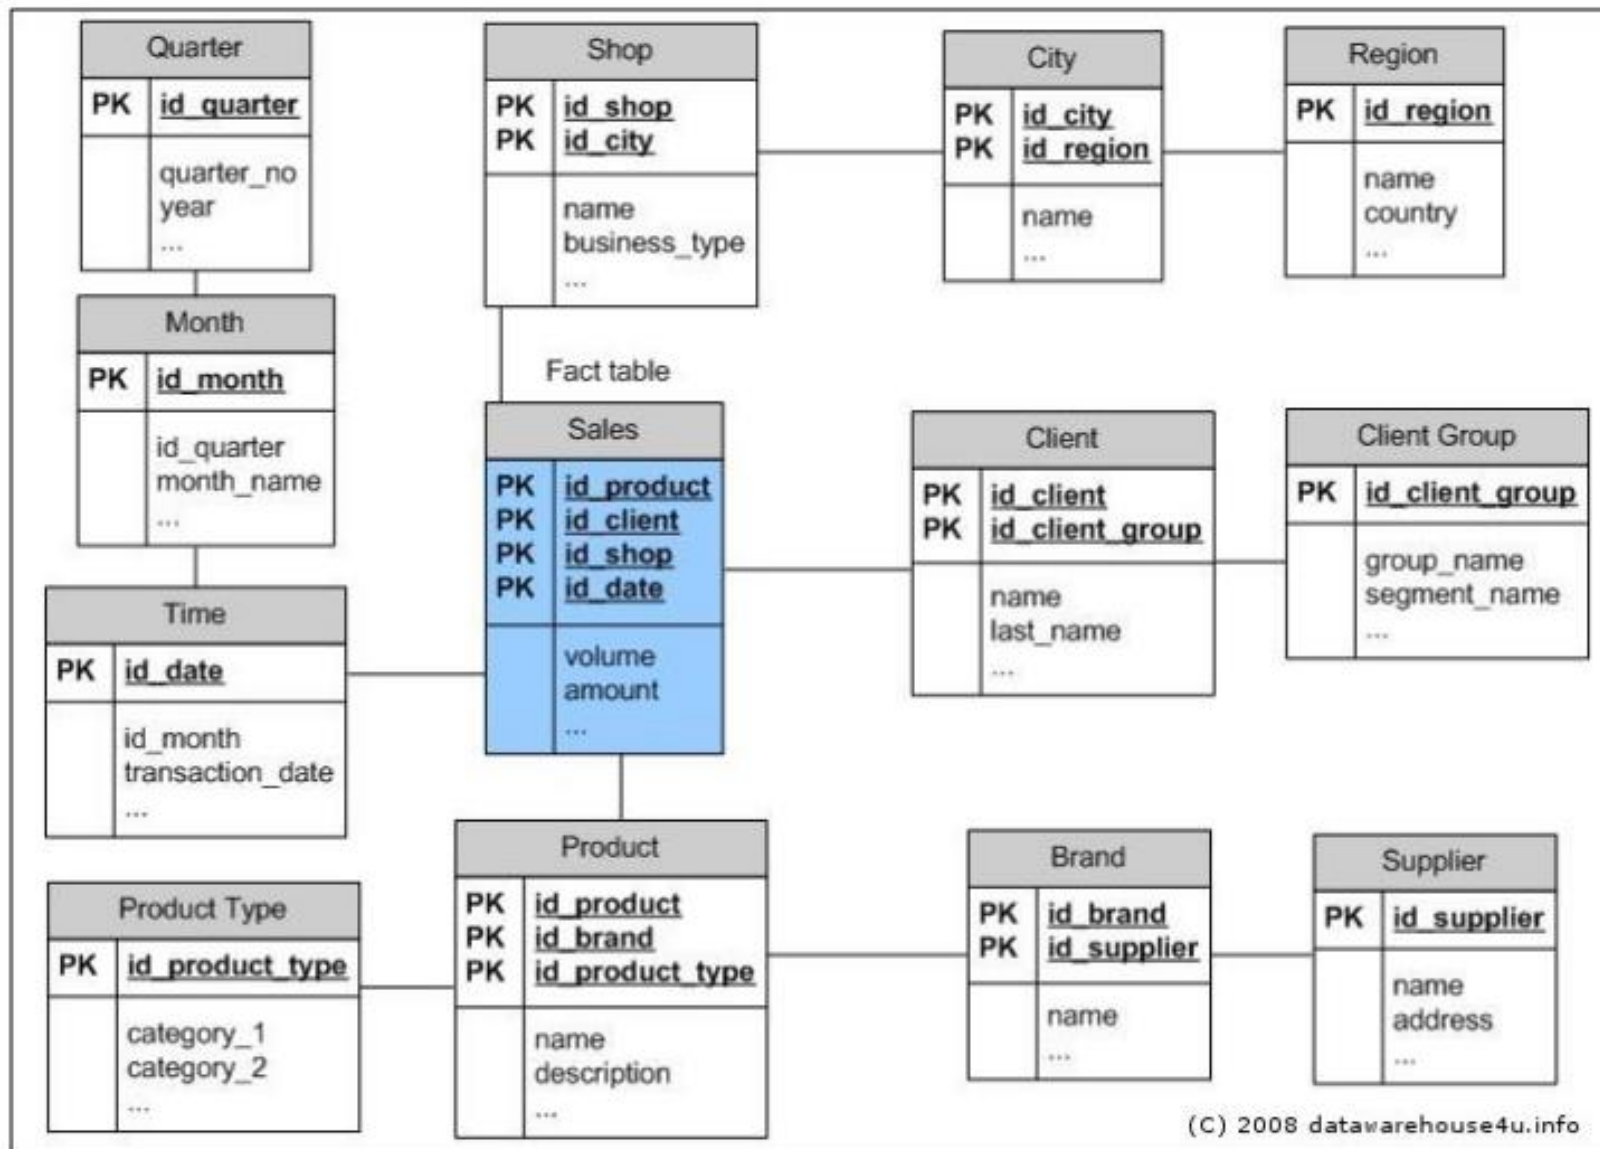 Quarter
PK id_quarter
quarter_no
year
...
Month
PK id_month
id_quarter
month_name
...
Time
PK id_date
id_month
transaction_date
...
Product Type
PK id_product_type
category_1
category_2
...
Shop
PK id_shop
PK id_city
name
business_type
...
Fact table
Sales
PK id_product
PK id_client
PK id_shop
PK id_date
volume
amount
...
Product
PK id_product
PK id_brand
PK id_product_type
name
description
...
City
PK id_city
PK id_region
name
...
Region
PK id_region
name
country
...
Client
PK id_client
PK id_client_group
name
last_name
...
Client Group
PK id_client_group
group_name
segment_name
...
Brand
PK id_brand
PK id_supplier
name
...
Supplier
PK id_supplier
name
address
...
(C) 2008 datawarehouse4u.info